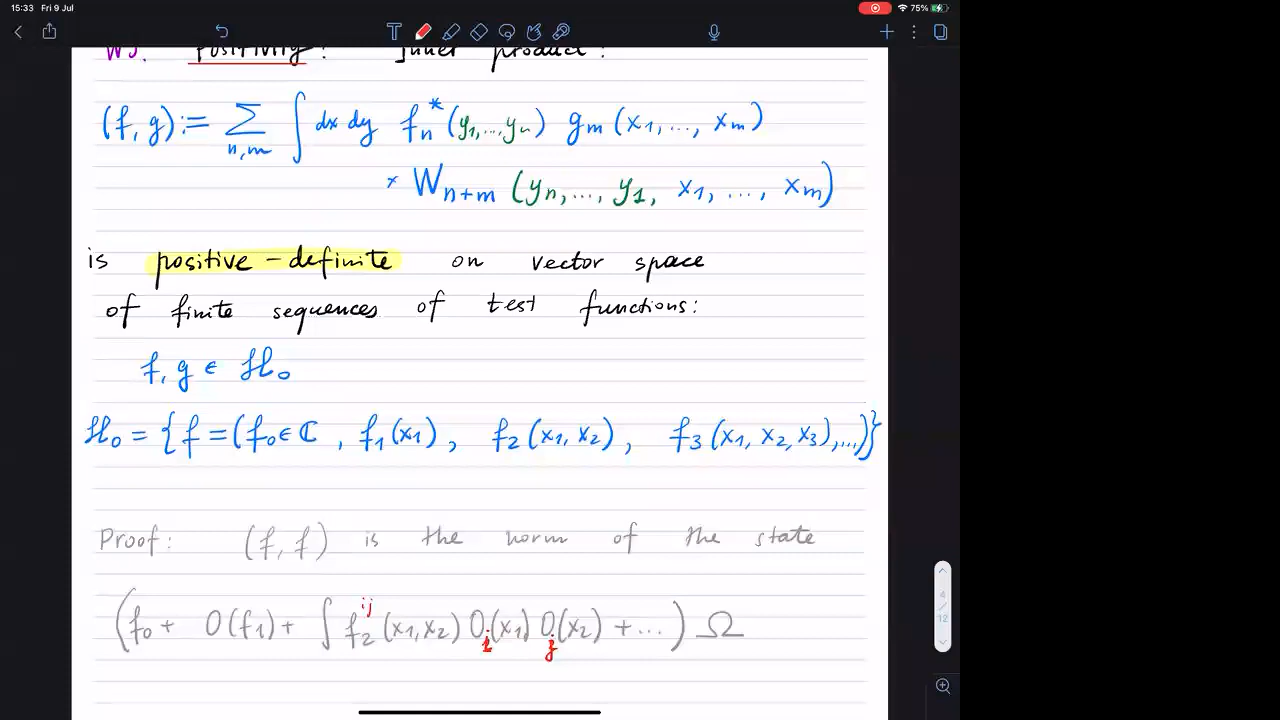 15:33 Fri 9 Jul 75%
W3. Positivity: Inner product:
(f, g) := ∑ n,m ∫ dx dy f_n^* (y_1, ... y_n) g_m (x_1, ..., x_m)
× W_{n+m} (y_n, ..., y_1, x_1, ..., x_m)
is positive-definite on vector space
of finite sequences of test functions:
f, g ∈ ℋ_0
ℋ_0 = {f = (f_0 ∈ ℂ, f_1(x_1), f_2(x_1, x_2), f_3(x_1, x_2, x_3), ...)}
Proof: (f, f) is the norm of the state
(f_0 + O(f_1) + ∫ f_2^{ij} (x_1, x_2) O_i(x_1) O_j(x_2) + ...) Ω
4
12